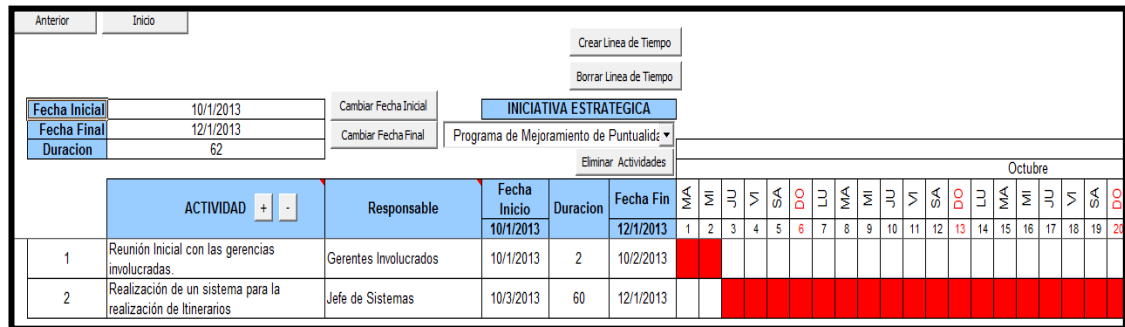 Anterior Inicio
Crear Linea de Tiempo
Borrar Linea de Tiempo
Fecha Inicial 10/1/2013 Cambiar Fecha Inicial INICIATIVA ESTRATEGICA
Fecha Final 12/1/2013 Cambiar Fecha Final Programa de Mejoramiento de Puntualida
Duracion 62
Eliminar Actividades
Octubre
ACTIVIDAD + - Responsable Fecha Inicio Duracion Fecha Fin MA MI JU VI SA DO LU MA MI JU VI SA DO LU MA MI JU VI SA DO
10/1/2013 12/1/2013 1 2 3 4 5 6 7 8 9 10 11 12 13 14 15 16 17 18 19 20
1 Reunión Inicial con las gerencias involucradas. Gerentes Involucrados 10/1/2013 2 10/2/2013
2 Realización de un sistema para la realización de Itinerarios Jefe de Sistemas 10/3/2013 60 12/1/2013